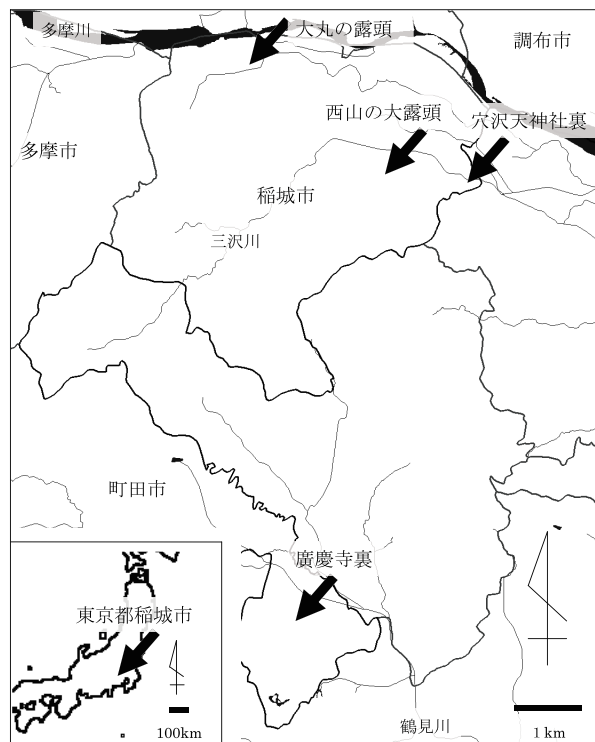 多摩川
大丸の露頭
調布市
西山の大露頭
穴沢天神社裏
多摩市
稲城市
三沢川
町田市
廣慶寺裏
東京都稲城市
100km
鶴見川
1 km